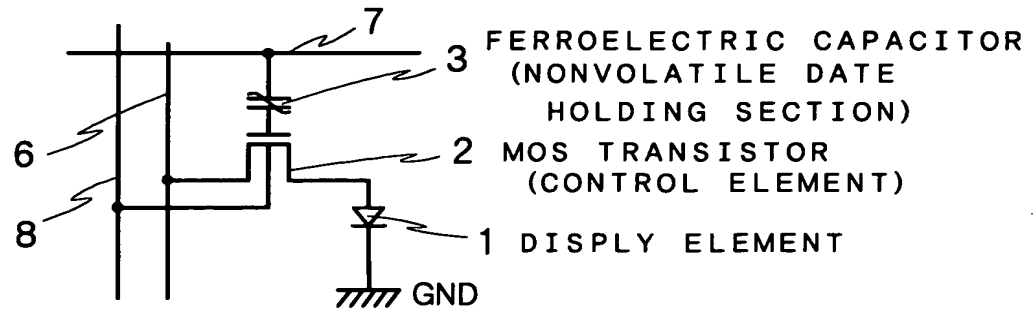 7
3 FERROELECTRIC CAPACITOR
(NONVOLATILE DATE
HOLDING SECTION)
6
2 MOS TRANSISTOR
(CONTROL ELEMENT)
8
1 DISPLY ELEMENT
GND